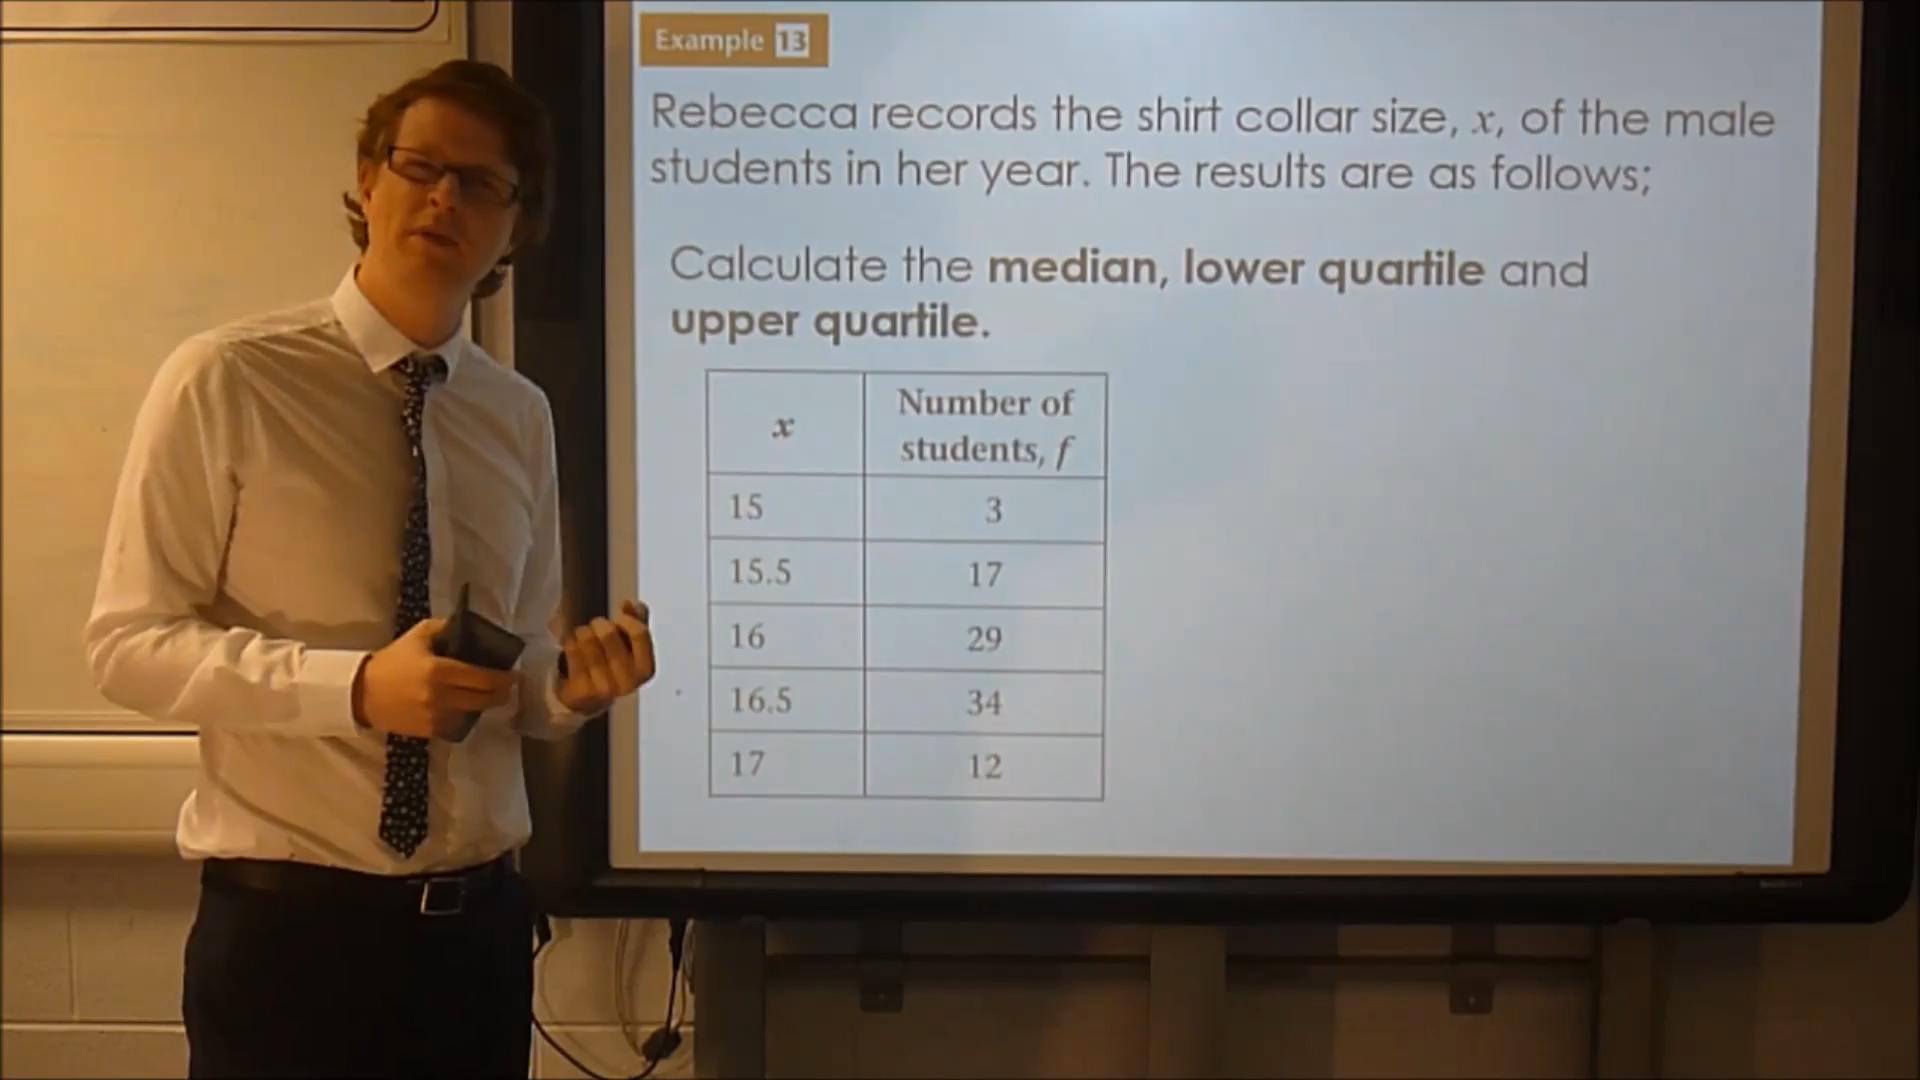 Example 13
Rebecca records the shirt collar size, x, of the male
students in her year. The results are as follows;
Calculate the median, lower quartile and
upper quartile.
x
Number of
students, f
15 3
15.5 17
16 29
16.5 34
17 12